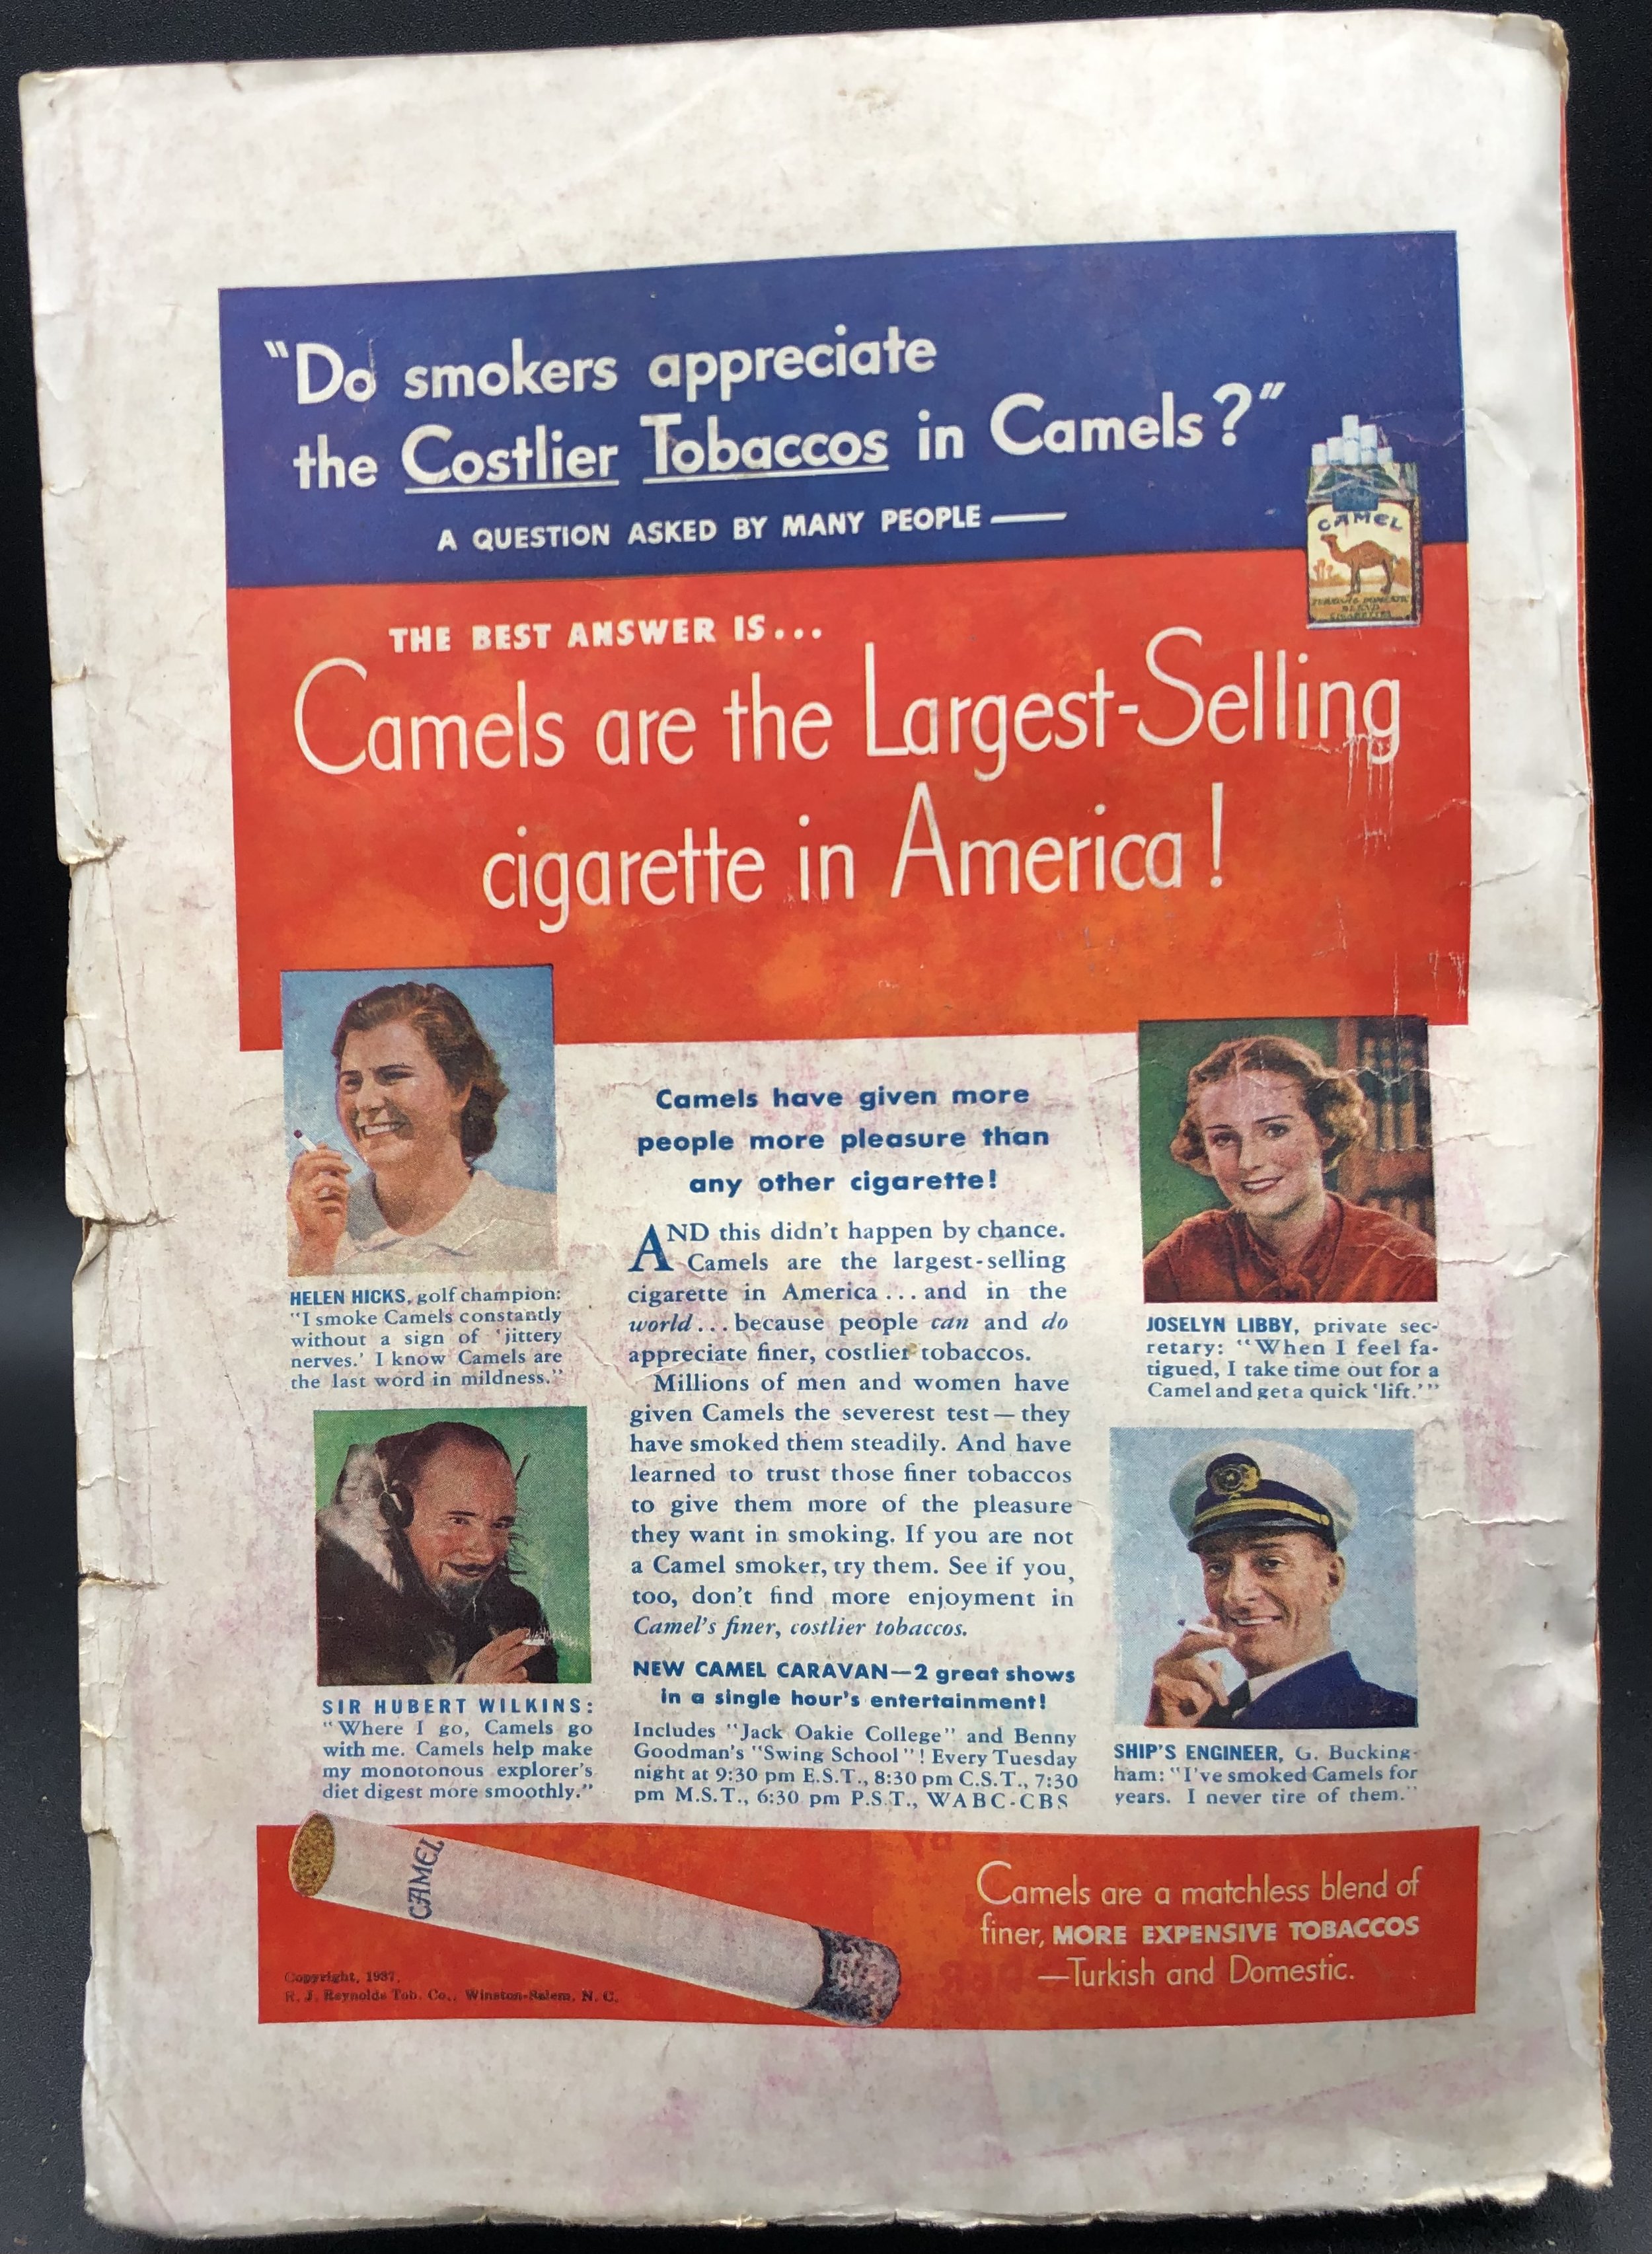 "Do smokers appreciate
the Costlier Tobaccos in Camels?"
A QUESTION ASKED BY MANY PEOPLE —
CAMEL
TURKISH & DOMESTIC
BLEND
CIGARETTES
THE BEST ANSWER IS...
Camels are the Largest-Selling
cigarette in America!
HELEN HICKS, golf champion:
"I smoke Camels constantly
without a sign of 'jittery
nerves.' I know Camels are
the last word in mildness."
SIR HUBERT WILKINS:
"Where I go, Camels go
with me. Camels help make
my monotonous explorer's
diet digest more smoothly."
Camels have given more
people more pleasure than
any other cigarette!
AND this didn't happen by chance.
Camels are the largest-selling
cigarette in America...and in the
world...because people can and do
appreciate finer, costlier tobaccos.
Millions of men and women have
given Camels the severest test—they
have smoked them steadily. And have
learned to trust those finer tobaccos
to give them more of the pleasure
they want in smoking. If you are not
a Camel smoker, try them. See if you,
too, don't find more enjoyment in
Camel's finer, costlier tobaccos.
NEW CAMEL CARAVAN—2 great shows
in a single hour's entertainment!
Includes "Jack Oakie College" and Benny
Goodman's "Swing School"! Every Tuesday
night at 9:30 pm E.S.T., 8:30 pm C.S.T., 7:30
pm M.S.T., 6:30 pm P.S.T., WABC-CBS
JOSELYN LIBBY, private sec-
retary: "When I feel fa-
tigued, I take time out for a
Camel and get a quick 'lift.'"
SHIP'S ENGINEER, G. Bucking-
ham: "I've smoked Camels for
years. I never tire of them."
CAMEL
Camels are a matchless blend of
finer, MORE EXPENSIVE TOBACCOS
—Turkish and Domestic.
Copyright, 1937,
R. J. Reynolds Tob. Co., Winston-Salem, N. C.